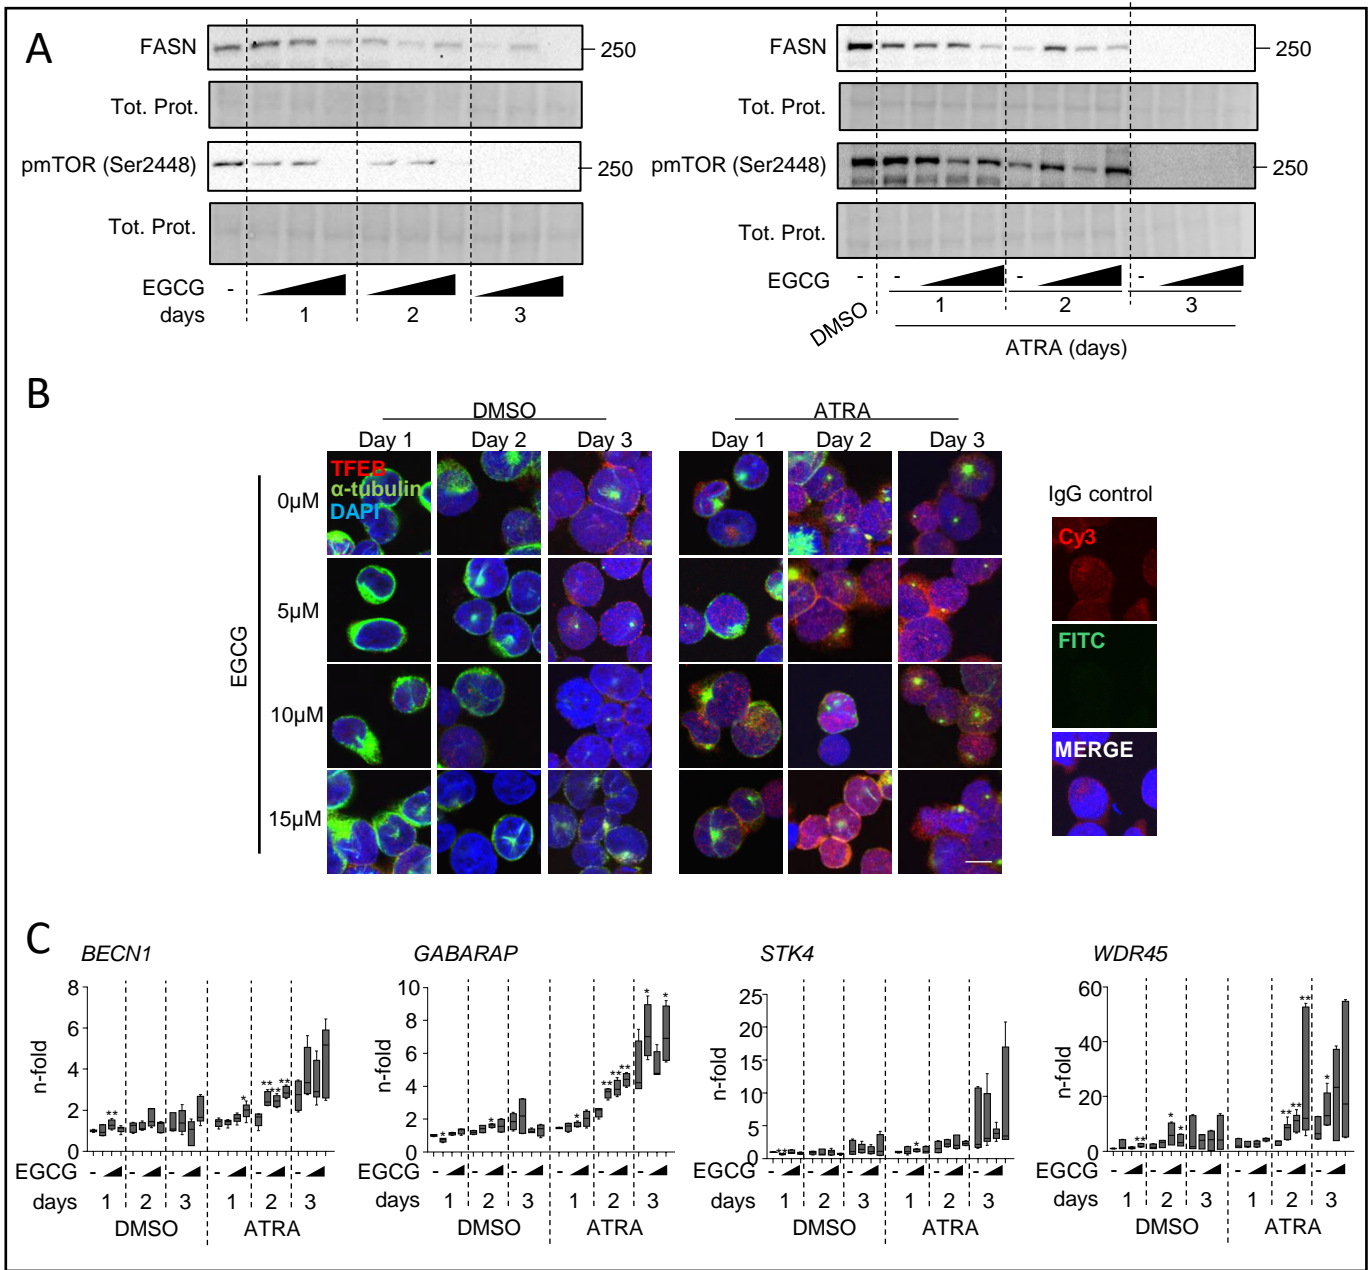 A
FASN
250
Tot. Prot.
pmTOR (Ser2448)
250
Tot. Prot.
EGCG -
days 1 2 3
FASN
250
Tot. Prot.
pmTOR (Ser2448)
250
Tot. Prot.
EGCG - - - -
DMSO 1 2 3
ATRA (days)
B
DMSO ATRA
Day 1 Day 2 Day 3 Day 1 Day 2 Day 3
TFEB
α-tubulin
DAPI
EGCG
0μM
5μM
10μM
15μM
IgG control
Cy3
FITC
MERGE
C
BECN1
n-fold
8
6
4
2
0
** * ** ** **
EGCG - - - -
days 1 2 3 1 2 3
DMSO ATRA
GABARAP
n-fold
10
8
6
4
2
0
* * * ** ** ** * *
EGCG - - - -
days 1 2 3 1 2 3
DMSO ATRA
STK4
n-fold
25
20
15
10
5
0
EGCG - - - -
days 1 2 3 1 2 3
DMSO ATRA
WDR45
n-fold
60
40
20
0
** * * ** ** ** *
EGCG - - - -
days 1 2 3 1 2 3
DMSO ATRA